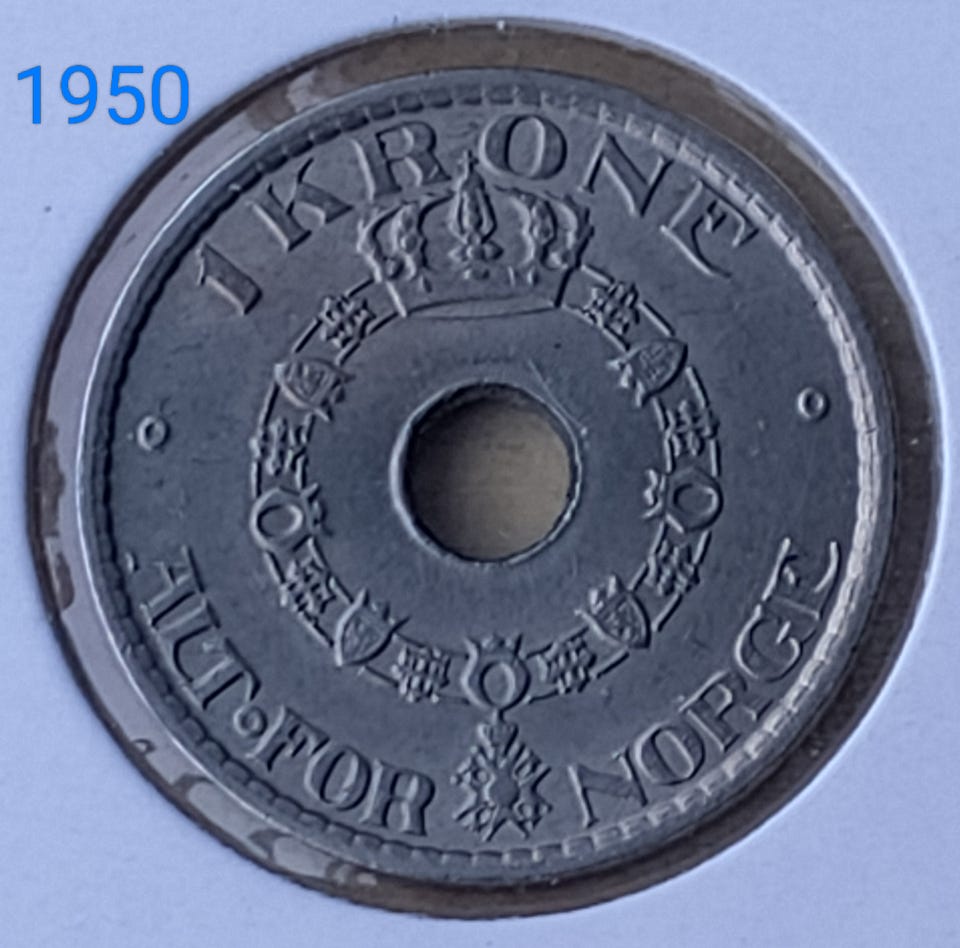 1950
1 KRONE
ALT·FOR NORGE